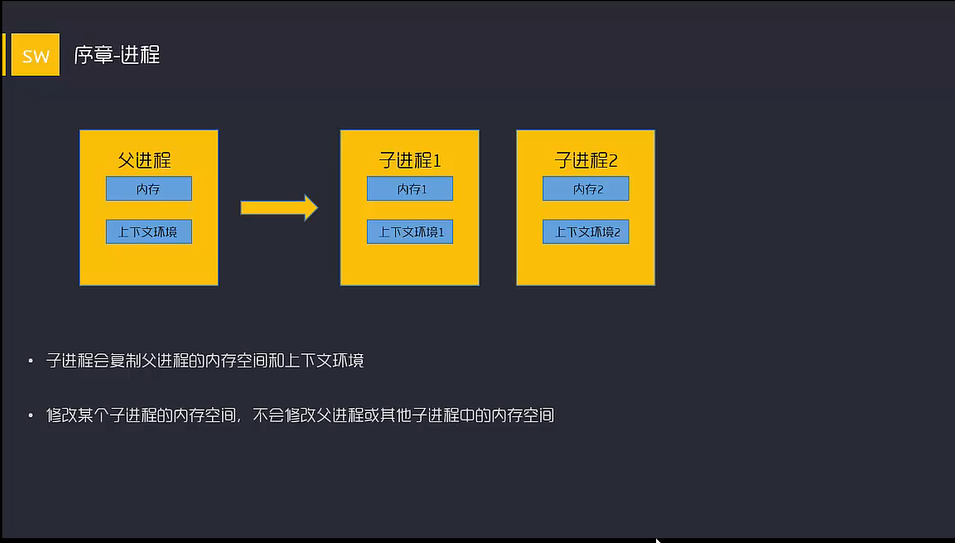 SW
序章-进程
父进程
内存
上下文环境
子进程1
内存1
上下文环境1
子进程2
内存2
上下文环境2
• 子进程会复制父进程的内存空间和上下文环境
• 修改某个子进程的内存空间，不会修改父进程或其他子进程中的内存空间